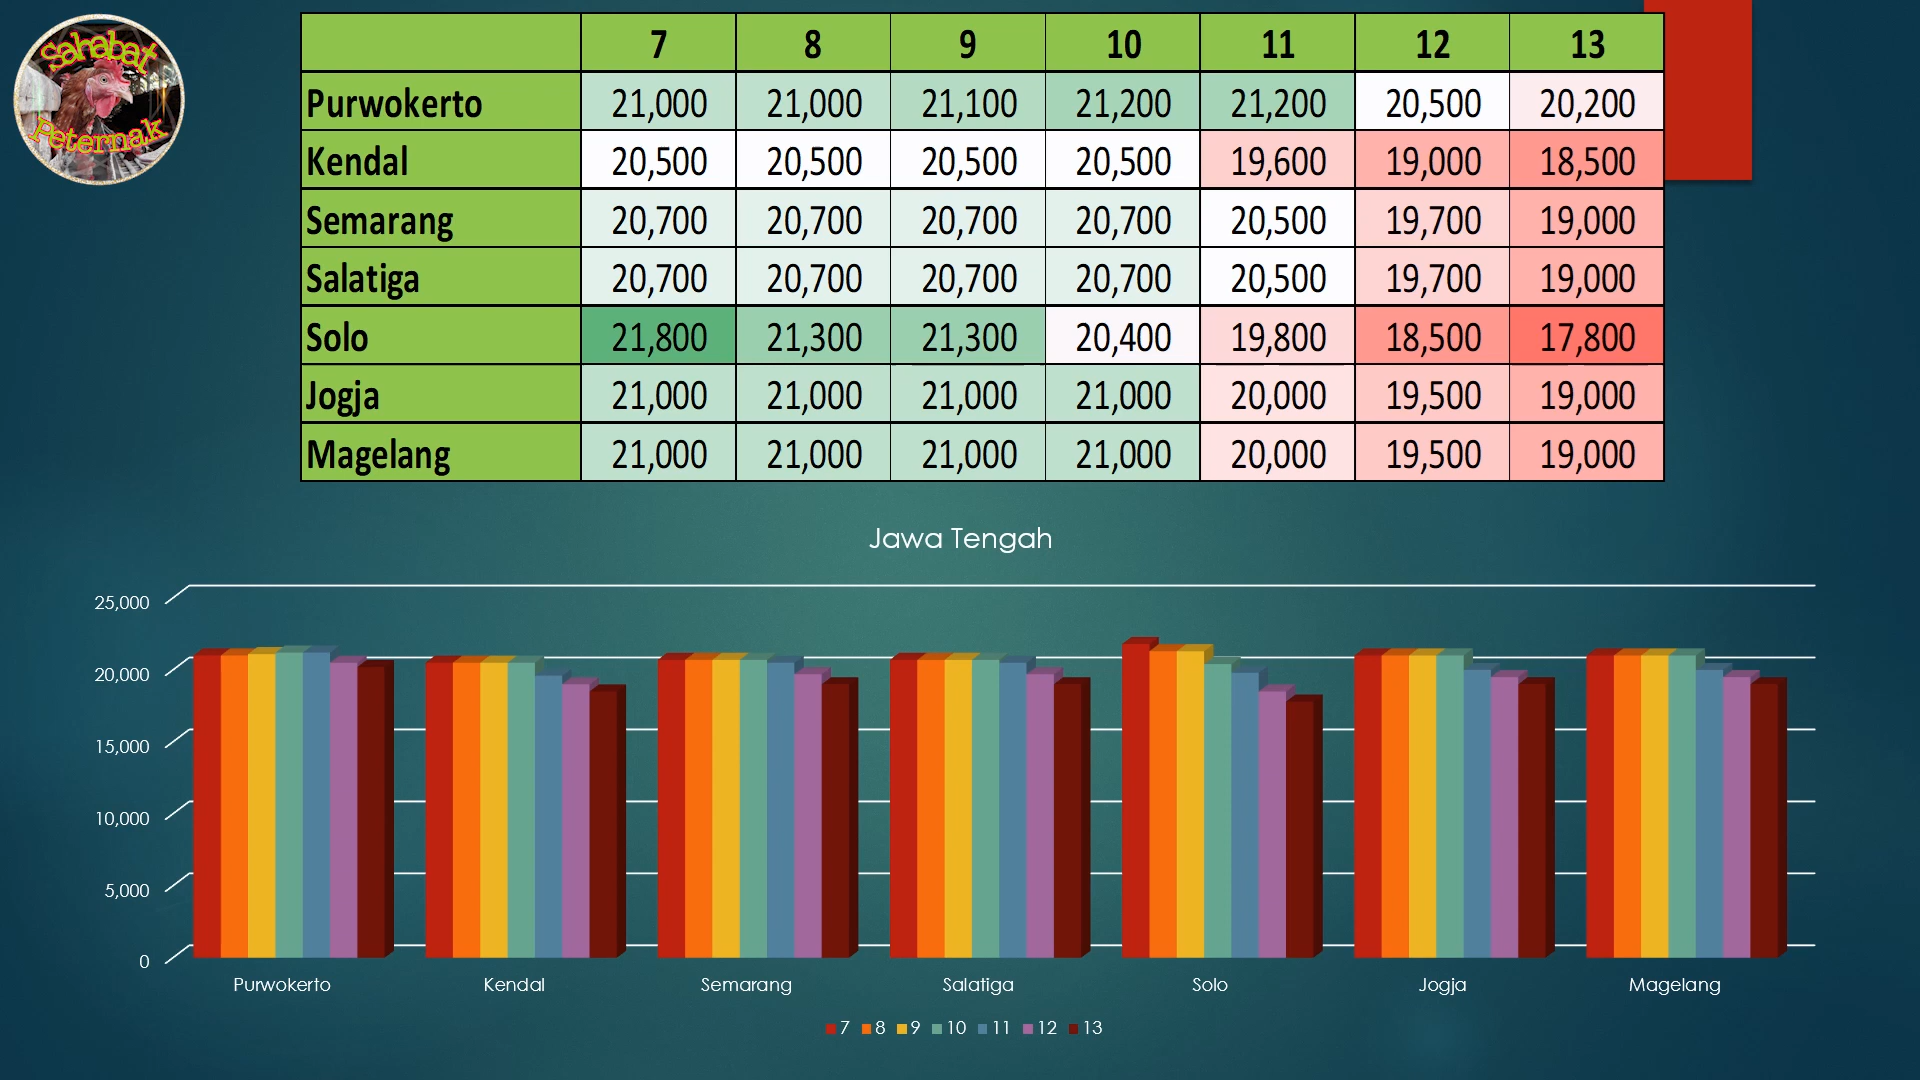 Sahabat
Peternak
7 8 9 10 11 12 13
Purwokerto 21,000 21,000 21,100 21,200 21,200 20,500 20,200
Kendal 20,500 20,500 20,500 20,500 19,600 19,000 18,500
Semarang 20,700 20,700 20,700 20,700 20,500 19,700 19,000
Salatiga 20,700 20,700 20,700 20,700 20,500 19,700 19,000
Solo 21,800 21,300 21,300 20,400 19,800 18,500 17,800
Jogja 21,000 21,000 21,000 21,000 20,000 19,500 19,000
Magelang 21,000 21,000 21,000 21,000 20,000 19,500 19,000
Jawa Tengah
25,000
20,000
15,000
10,000
5,000
0
Purwokerto Kendal Semarang Salatiga Solo Jogja Magelang
7 8 9 10 11 12 13